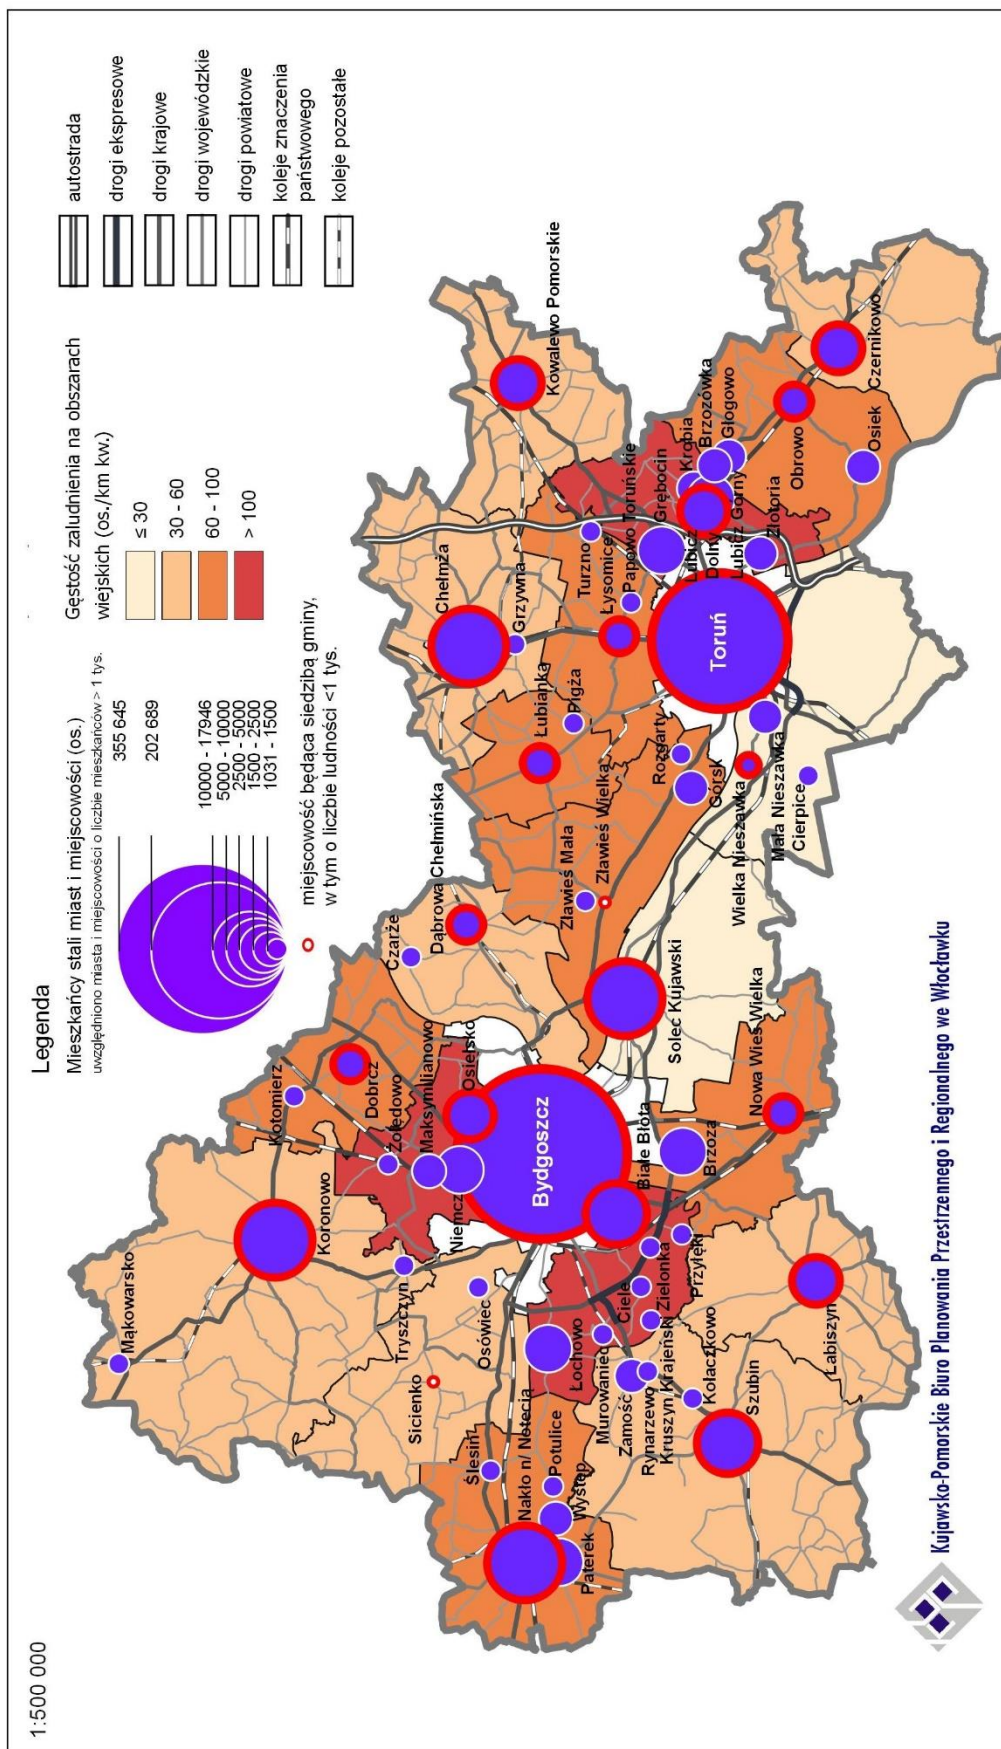 1:500 000
Legenda
Mieszkańcy stali miast i miejscowości (os.)
uwzględniono miasta i miejscowości o liczbie mieszkańców > 1 tys.
355 645
202 689
10000 - 17946
5000 - 10000
2500 - 5000
1500 - 2500
1031 - 1500
miejscowość będąca siedzibą gminy,
w tym o liczbie ludności <1 tys.
Gęstość zaludnienia na obszarach
wiejskich (os./km kw.)
≤ 30
30 - 60
60 - 100
> 100
autostrada
drogi ekspresowe
drogi krajowe
drogi wojewódzkie
drogi powiatowe
koleje znaczenia
państwowego
koleje pozostałe
Mąkowarsko
Koronowo
Kotomierz
Dobrcz
Żołędowo
Maksymilianowo
Osielsko
Niemcz
Tryszczyn
Osówiec
Sicienko
Ślesin
Nakło n/ Notecią
Potulice
Występ
Paterek
Bydgoszcz
Białe Błota
Łochowo
Murowaniec
Zamość
Rynarzewo
Kruszyn Krajeński
Ciele
Zielonka
Przyłęki
Kołaczkowo
Szubin
Łabiszyn
Brzoza
Nowa Wieś Wielka
Solec Kujawski
Czarże
Dąbrowa Chełmińska
Zławieś Mała
Zławieś Wielka
Łubianka
Pigża
Rozgarty
Górsk
Wielka Nieszawka
Mała Nieszawka
Cierpice
Chełmża
Grzywna
Turzno
Łysomice
Papowo Toruńskie
Grębocin
Toruń
Krobia
Brzozówka
Głogowo
Lubicz
Dolny
Lubicz Górny
Złotoria
Obrowo
Osiek
Czernikowo
Kowalewo Pomorskie
Kujawsko-Pomorskie Biuro Planowania Przestrzennego i Regionalnego we Włocławku